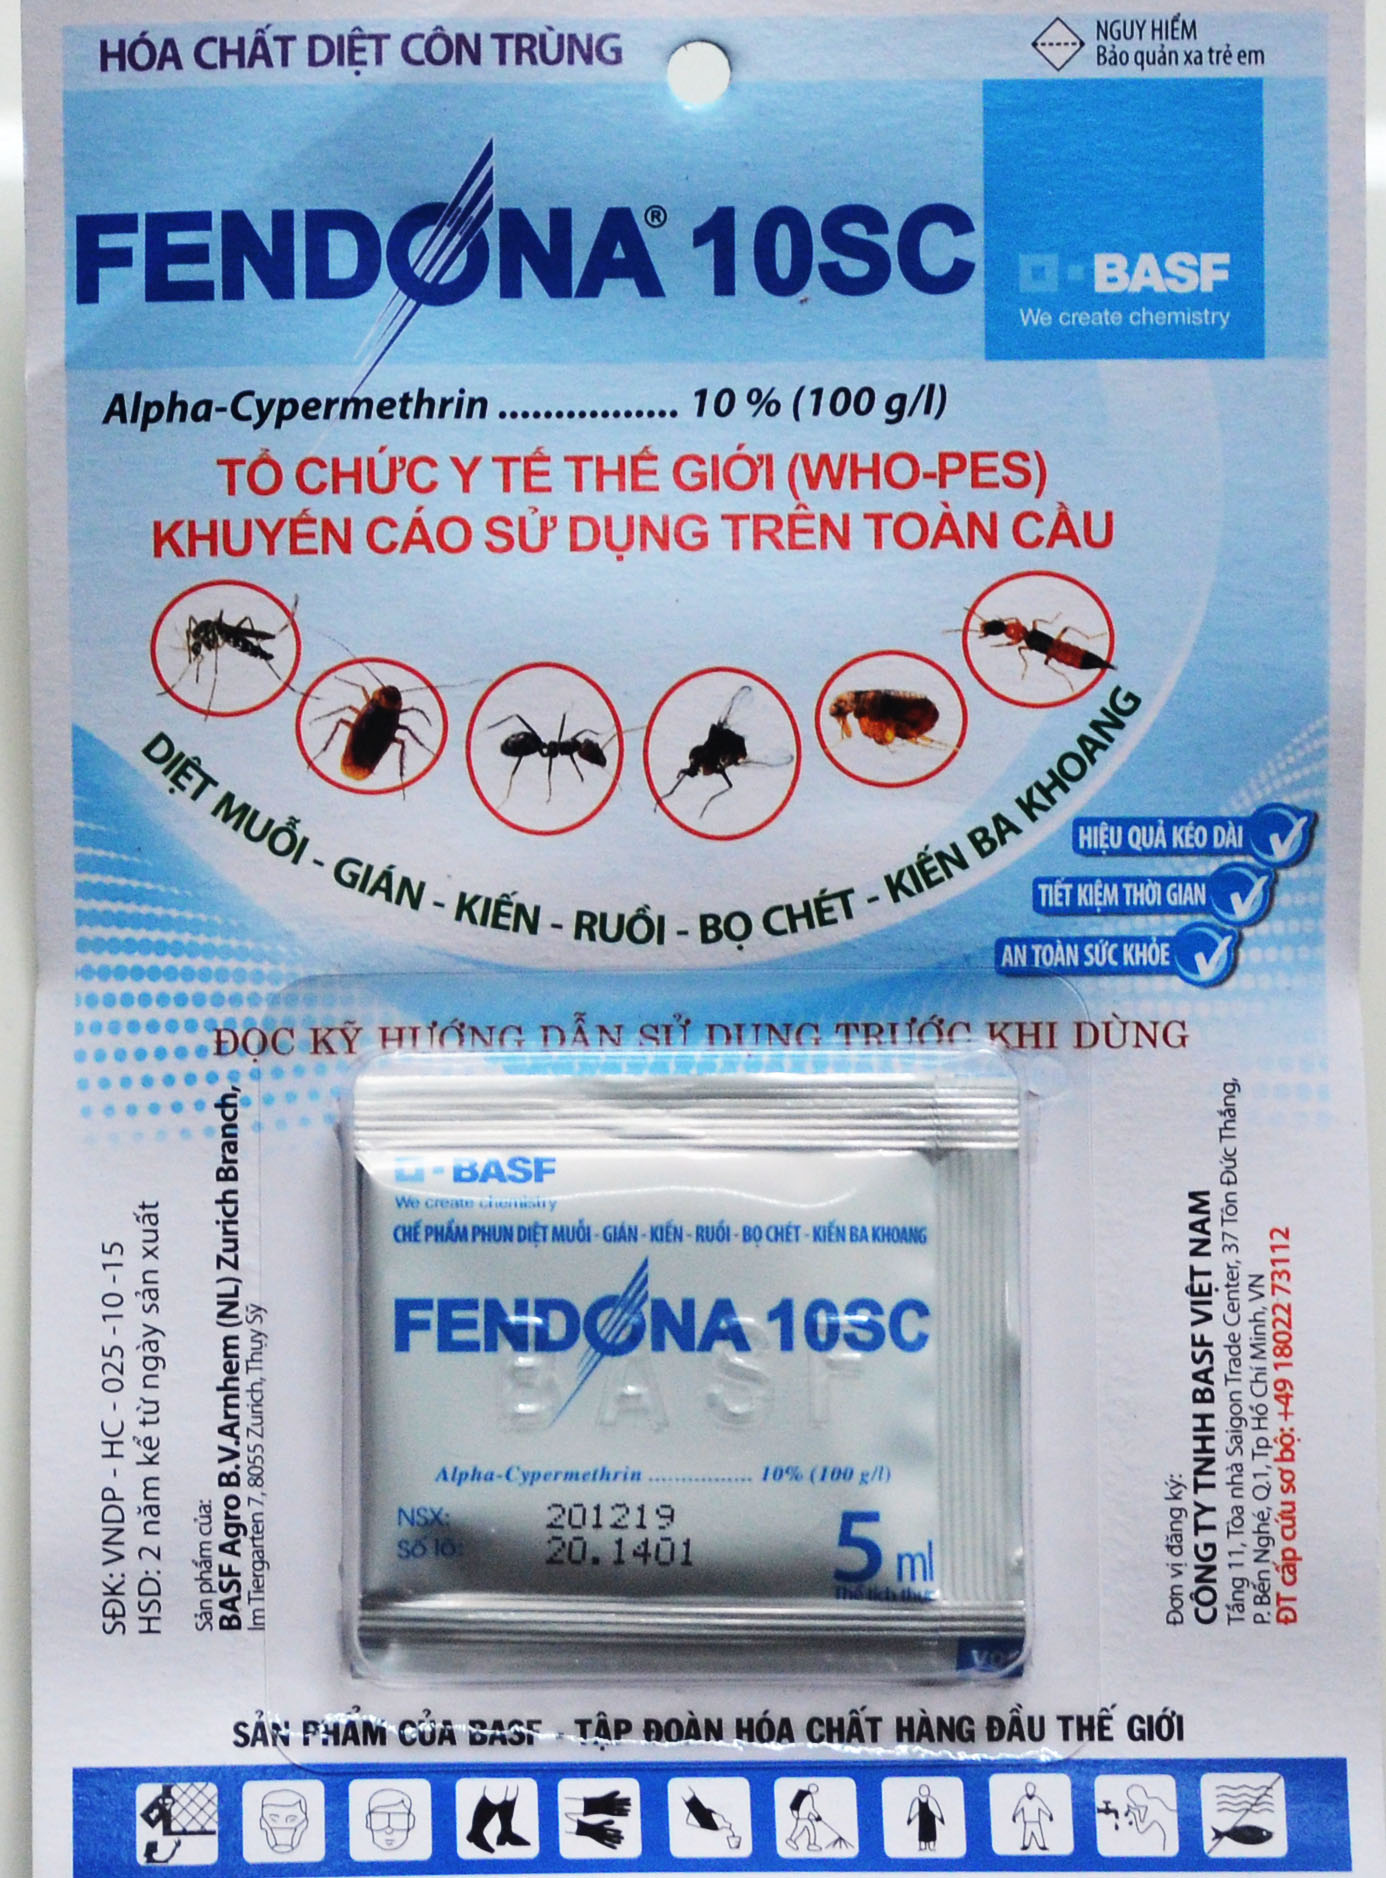 HÓA CHẤT DIỆT CÔN TRÙNG
NGUY HIỂM
Bảo quản xa trẻ em
FENDONA® 10SC
BASF
We create chemistry
Alpha-Cypermethrin ................ 10 % (100 g/l)
TỔ CHỨC Y TẾ THẾ GIỚI (WHO-PES)
KHUYẾN CÁO SỬ DỤNG TRÊN TOÀN CẦU
DIỆT MUỖI - GIÁN - KIẾN - RUỒI - BỌ CHÉT - KIẾN BA KHOANG
HIỆU QUẢ KÉO DÀI
TIẾT KIỆM THỜI GIAN
AN TOÀN SỨC KHỎE
ĐỌC KỸ HƯỚNG DẪN SỬ DỤNG TRƯỚC KHI DÙNG
SĐK: VNDP - HC - 025 -10 -15
HSD: 2 năm kể từ ngày sản xuất
Sản phẩm của:
BASF Agro B.V.Arnhem (NL) Zurich Branch,
Im Tiergarten 7, 8055 Zurich, Thụy Sỹ
BASF
We create chemistry
CHẾ PHẨM PHUN DIỆT MUỖI - GIÁN - KIẾN - RUỒI - BỌ CHÉT - KIẾN BA KHOANG
FENDONA 10SC
BASF
Alpha-Cypermethrin ................ 10% (100 g/l)
NSX: 201219
Số lô: 20.1401
5 ml
Thể tích thực
Đơn vị đăng ký:
CÔNG TY TNHH BASF VIỆT NAM
Tầng 11, Tòa nhà Saigon Trade Center, 37 Tôn Đức Thắng,
P. Bến Nghé, Q.1, Tp Hồ Chí Minh, VN
ĐT cấp cứu sơ bộ: +49 18022 73112
SẢN PHẨM CỦA BASF - TẬP ĐOÀN HÓA CHẤT HÀNG ĐẦU THẾ GIỚI